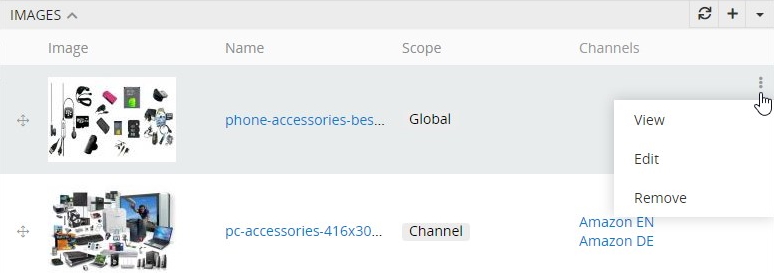 IMAGES
Image Name Scope Channels
phone-accessories-bes... Global
View
Edit
Remove
pc-accessories-416x30... Channel Amazon EN
Amazon DE